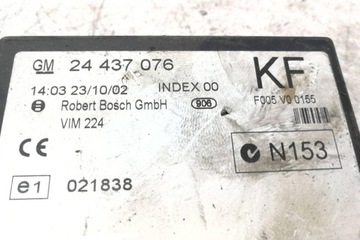 GM 24 437 076 KF
14:03 23/10/02 INDEX 00 F005 V0 0155
Robert Bosch GmbH 906
VIM 224
CE N153
e1 021838